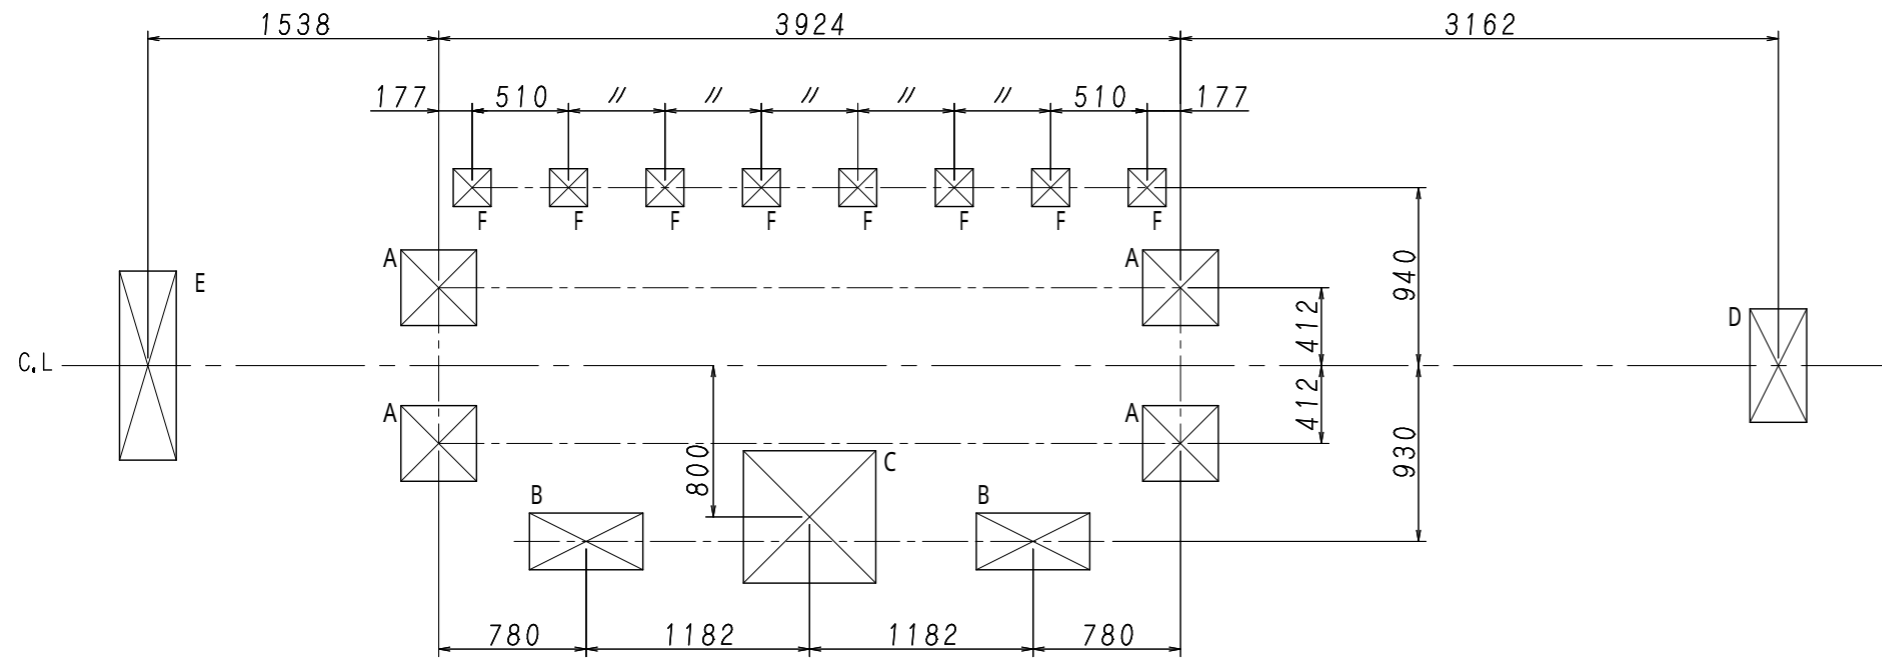 1538 3924 3162
177 510 〃 〃 〃 〃 〃 510 177
F F F F F F F F
A A
E
940
412
D
C.L
412
A A
930
800
C
B B
780 1182 1182 780